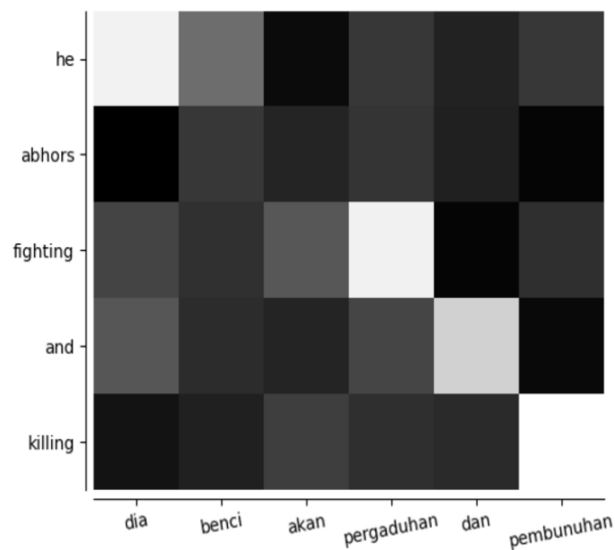 he
abhors
fighting
and
killing
dia benci akan pergaduhan dan pembunuhan